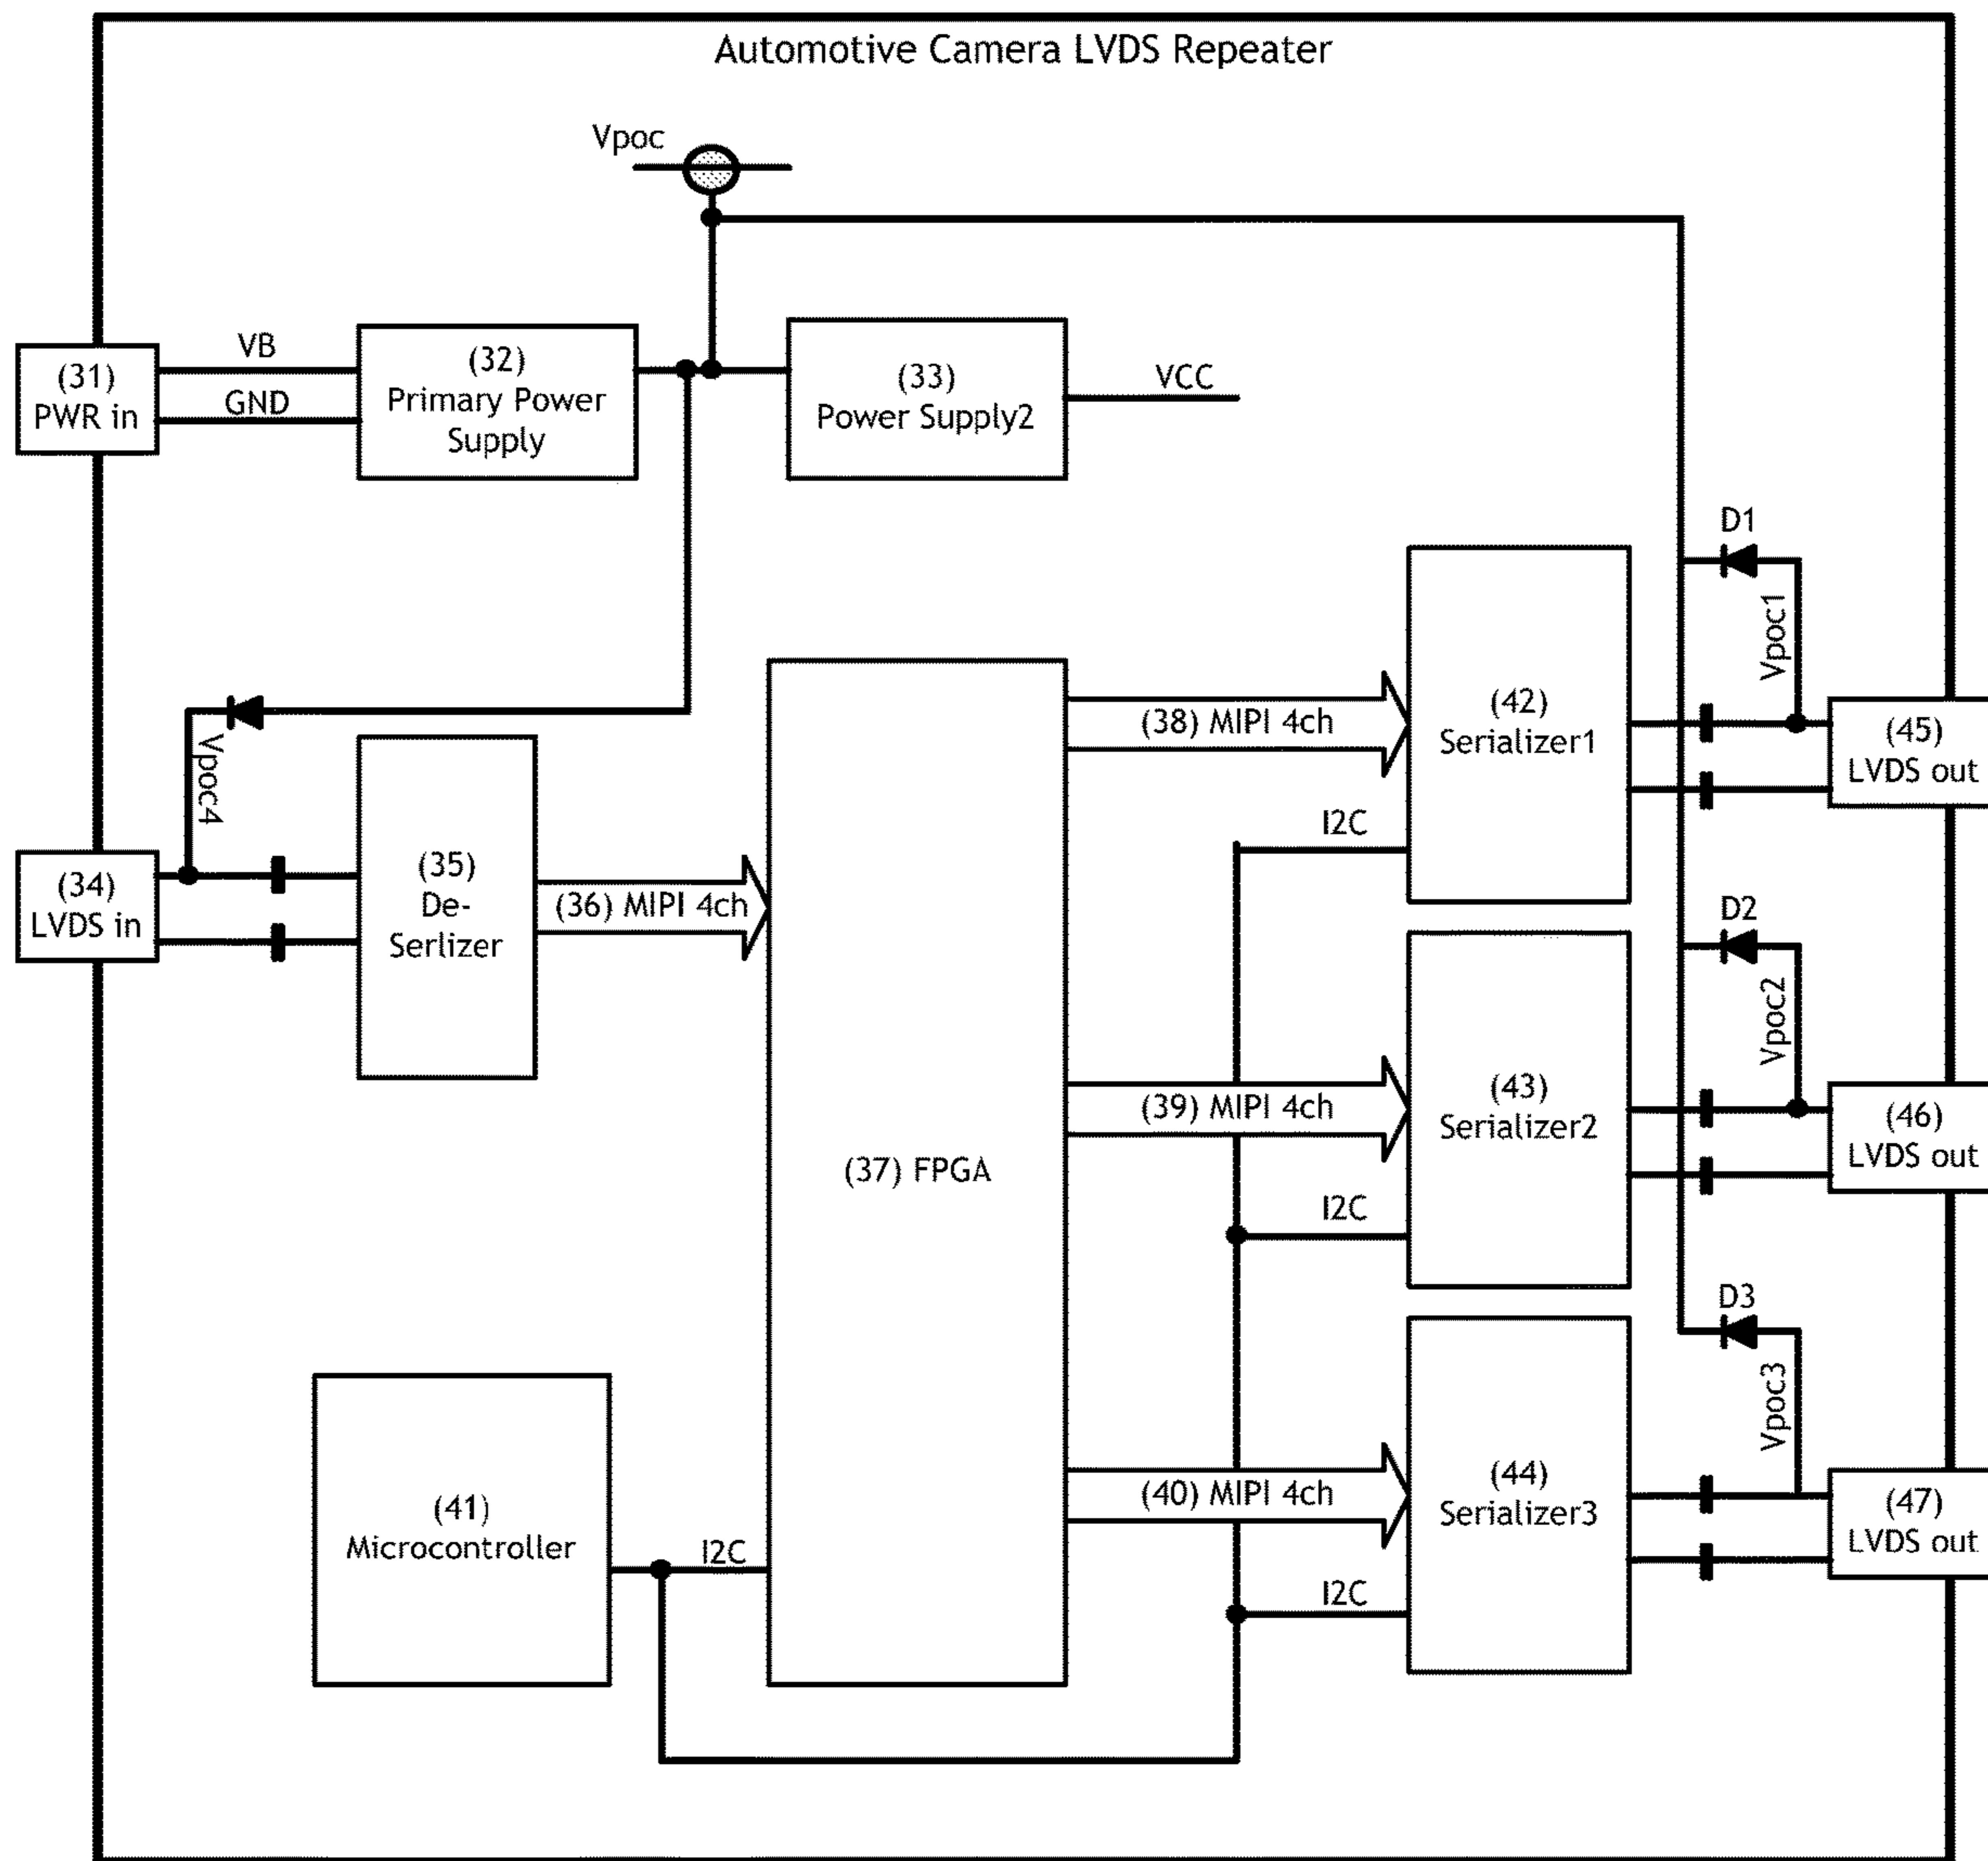 Automotive Camera LVDS Repeater
Vpoc
(31)
PWR in
VB
GND
(32)
Primary Power
Supply
(33)
Power Supply2
VCC
D1
Vpoc1
Vpoc4
(34)
LVDS in
(35)
De-
Serlizer
(36) MIPI 4ch
(37) FPGA
(38) MIPI 4ch
(42)
Serializer1
(45)
LVDS out
I2C
D2
Vpoc2
(39) MIPI 4ch
(43)
Serializer2
(46)
LVDS out
I2C
D3
Vpoc3
(40) MIPI 4ch
(44)
Serializer3
(47)
LVDS out
I2C
(41)
Microcontroller
I2C